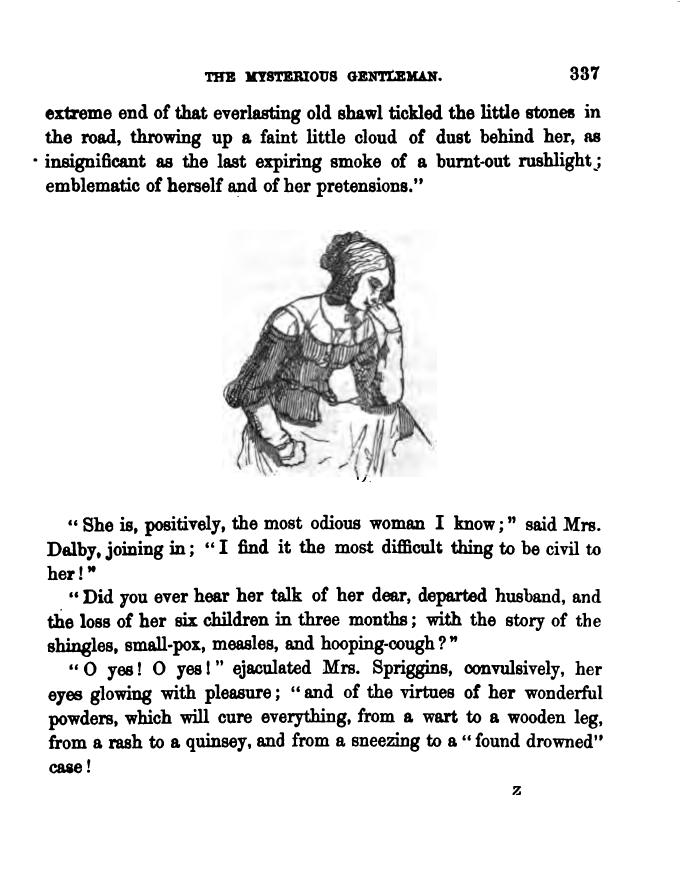 THE MYSTERIOUS GENTLEMAN. 337
extreme end of that everlasting old shawl tickled the little stones in
the road, throwing up a faint little cloud of dust behind her, as
insignificant as the last expiring smoke of a burnt-out rushlight;
emblematic of herself and of her pretensions."
"She is, positively, the most odious woman I know;" said Mrs.
Dalby, joining in; "I find it the most difficult thing to be civil to
her!"
"Did you ever hear her talk of her dear, departed husband, and
the loss of her six children in three months; with the story of the
shingles, small-pox, measles, and hooping-cough?"
"O yes! O yes!" ejaculated Mrs. Spriggins, convulsively, her
eyes glowing with pleasure; "and of the virtues of her wonderful
powders, which will cure everything, from a wart to a wooden leg,
from a rash to a quinsey, and from a sneezing to a "found drowned"
case!
Z